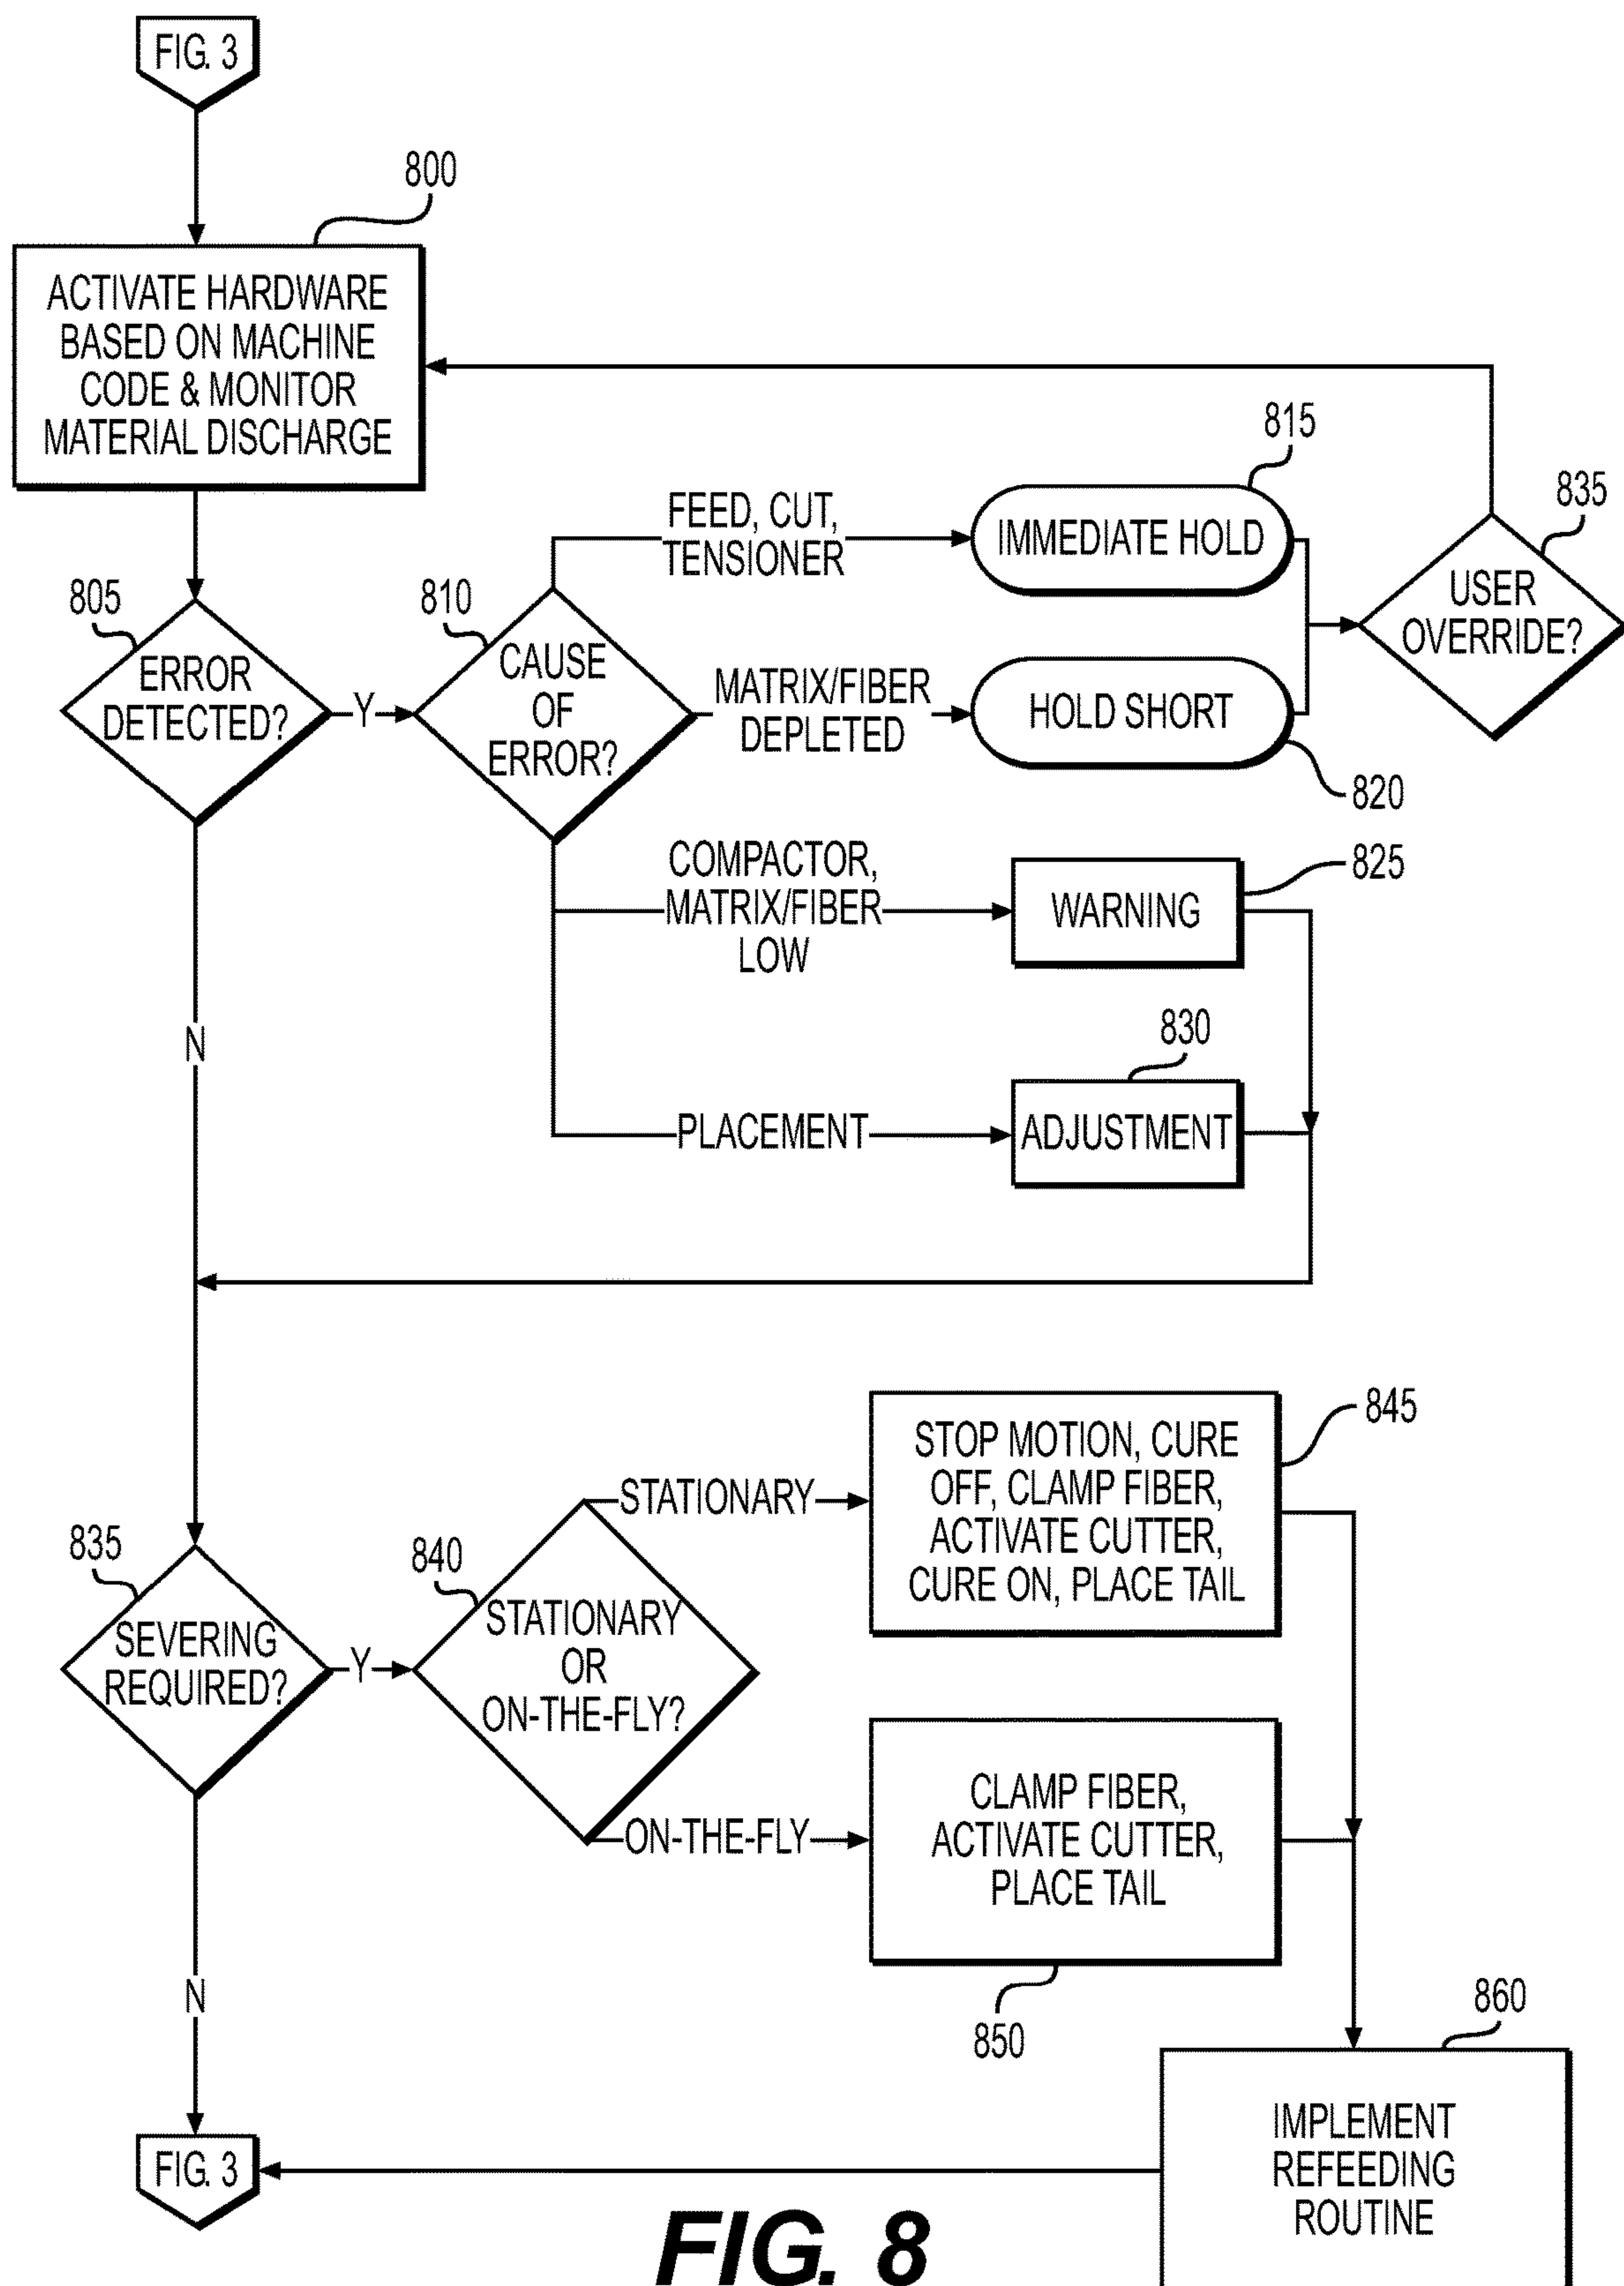 FIG. 3
800
ACTIVATE HARDWARE
BASED ON MACHINE
CODE & MONITOR
MATERIAL DISCHARGE
805
ERROR
DETECTED?
Y
810
CAUSE
OF
ERROR?
FEED, CUT,
TENSIONER
815
IMMEDIATE HOLD
MATRIX/FIBER
DEPLETED
HOLD SHORT
820
835
USER
OVERRIDE?
COMPACTOR,
MATRIX/FIBER
LOW
WARNING
825
PLACEMENT
830
ADJUSTMENT
N
835
SEVERING
REQUIRED?
Y
840
STATIONARY
OR
ON-THE-FLY?
STATIONARY
845
STOP MOTION, CURE
OFF, CLAMP FIBER,
ACTIVATE CUTTER,
CURE ON, PLACE TAIL
ON-THE-FLY
CLAMP FIBER,
ACTIVATE CUTTER,
PLACE TAIL
850
N
860
IMPLEMENT
REFEEDING
ROUTINE
FIG. 3
FIG. 8